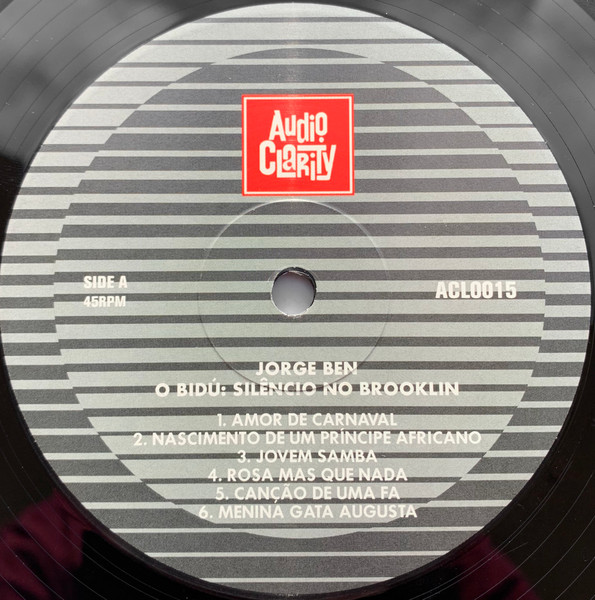 Audio
Clarity
SIDE A
45RPM
ACL0015
JORGE BEN
O BIDÚ: SILÊNCIO NO BROOKLIN
1. AMOR DE CARNAVAL
2. NASCIMENTO DE UM PRÍNCIPE AFRICANO
3. JOVEM SAMBA
4. ROSA MAS QUE NADA
5. CANÇÃO DE UMA FA
6. MENINA GATA AUGUSTA